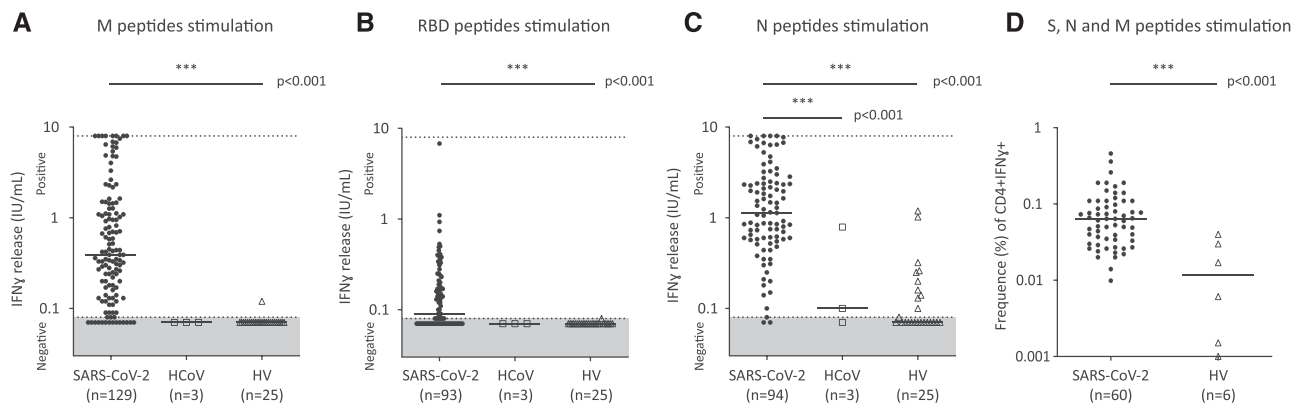 A
M peptides stimulation
***
p<0.001
IFNγ release (IU/mL)
Positive
Negative
10
1
0.1
SARS-CoV-2
(n=129)
HCoV
(n=3)
HV
(n=25)
B
RBD peptides stimulation
***
p<0.001
IFNγ release (IU/mL)
Positive
Negative
10
1
0.1
SARS-CoV-2
(n=93)
HCoV
(n=3)
HV
(n=25)
C
N peptides stimulation
***
p<0.001
***
p<0.001
IFNγ release (IU/mL)
Positive
Negative
10
1
0.1
SARS-CoV-2
(n=94)
HCoV
(n=3)
HV
(n=25)
D
S, N and M peptides stimulation
***
p<0.001
Frequence (%) of CD4+IFNγ+
1
0.1
0.01
0.001
SARS-CoV-2
(n=60)
HV
(n=6)